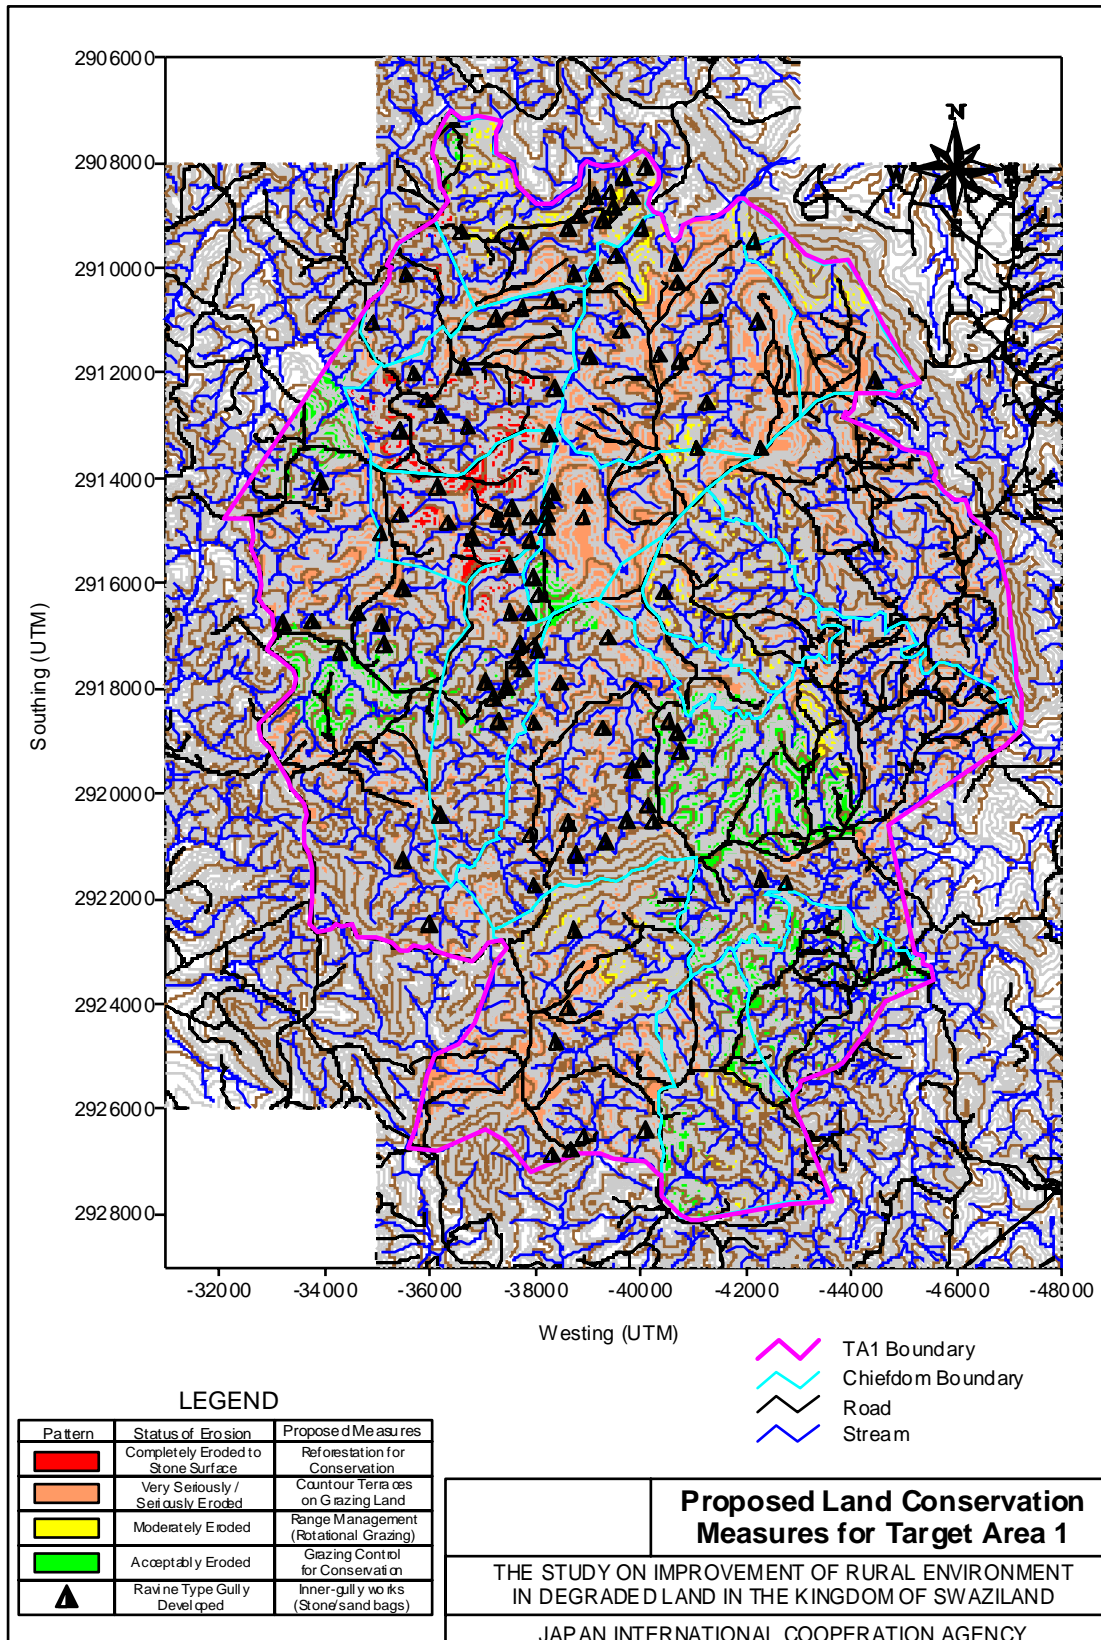 2906000
2908000
2910000
2912000
2914000
2916000
2918000
2920000
2922000
2924000
2926000
2928000
Southing (UTM)
N
-32000 -34000 -36000 -38000 -40000 -42000 -44000 -46000 -48000
Westing (UTM)
TA1 Boundary
Chiefdom Boundary
Road
Stream
LEGEND
Pattern Status of Erosion Proposed Measures
Completely Eroded to
Stone Surface
Reforestation for
Conservation
Very Seriously /
Seriously Eroded
Countour Terraces
on Grazing Land
Moderately Eroded
Range Management
(Rotational Grazing)
Acceptably Eroded
Grazing Control
for Conservation
Ravine Type Gully
Developed
Inner-gully works
(Stone/sand bags)
Proposed Land Conservation
Measures for Target Area 1
THE STUDY ON IMPROVEMENT OF RURAL ENVIRONMENT
IN DEGRADED LAND IN THE KINGDOM OF SWAZILAND
JAPAN INTERNATIONAL COOPERATION AGENCY